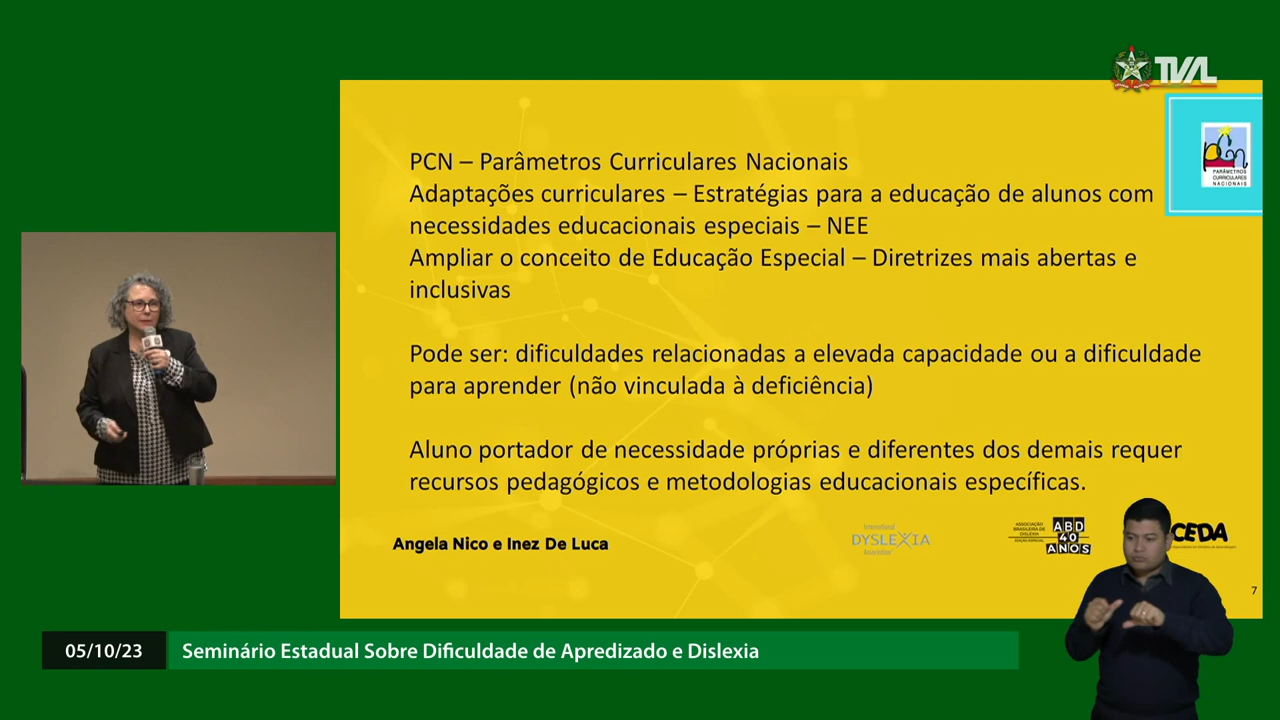 TVAL
PCN – Parâmetros Curriculares Nacionais
Adaptações curriculares – Estratégias para a educação de alunos com
necessidades educacionais especiais – NEE
Ampliar o conceito de Educação Especial – Diretrizes mais abertas e
inclusivas
Pode ser: dificuldades relacionadas a elevada capacidade ou a dificuldade
para aprender (não vinculada à deficiência)
Aluno portador de necessidade próprias e diferentes dos demais requer
recursos pedagógicos e metodologias educacionais específicas.
pcn
PARÂMETROS
CURRICULARES
NACIONAIS
Angela Nico e Inez De Luca
International
DYSLEXIA
Association
ASSOCIAÇÃO
BRASILEIRA DE
DISLEXIA
EDIÇÃO ESPECIAL
ABD
40
ANOS
CEDA
7
05/10/23
Seminário Estadual Sobre Dificuldade de Apredizado e Dislexia